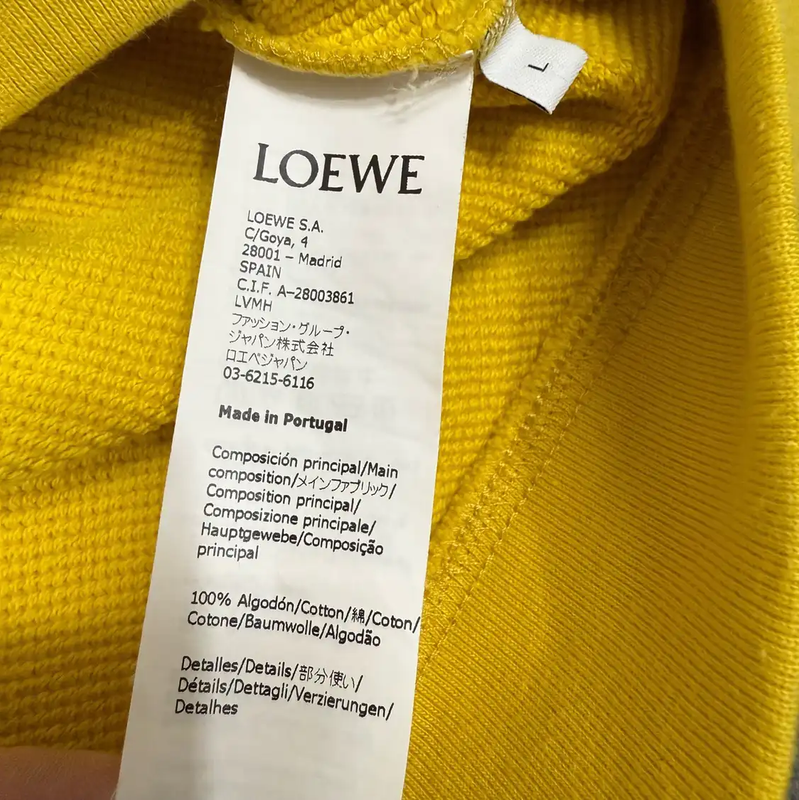 L
LOEWE
LOEWE S.A.
C/Goya, 4
28001 – Madrid
SPAIN
C.I.F. A–28003861
LVMH
ファッション・グループ・
ジャパン株式会社
ロエベジャパン
03-6215-6116
Made in Portugal
Composición principal/Main
composition/メインファブリック/
Composition principal/
Composizione principale/
Hauptgewebe/Composição
principal
100% Algodón/Cotton/綿/Coton/
Cotone/Baumwolle/Algodão
Detalles/Details/部分使い/
Détails/Dettagli/Verzierungen/
Detalhes